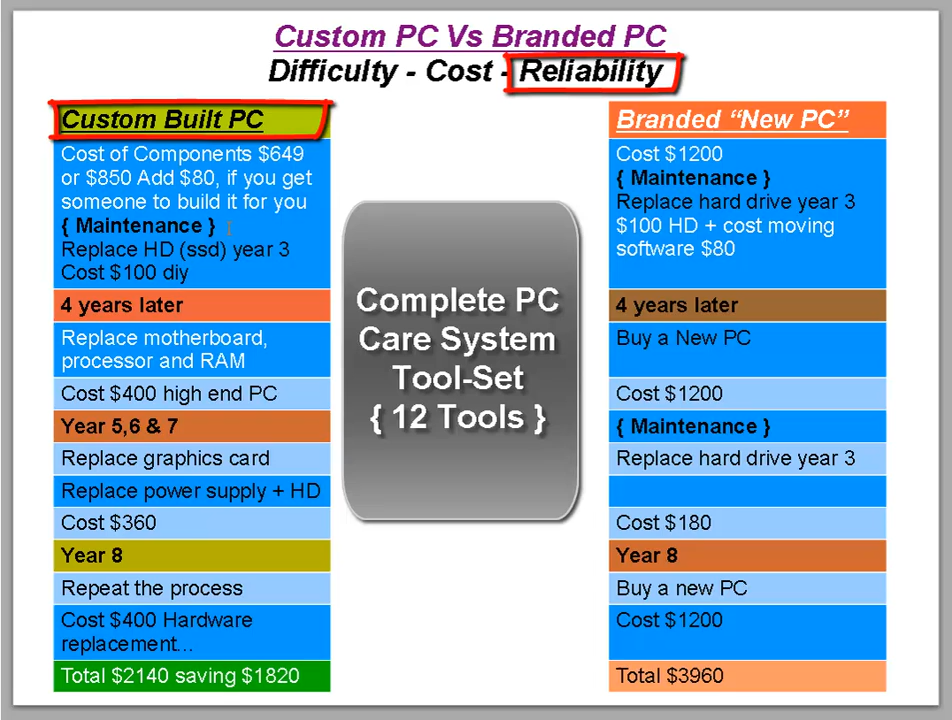 Custom PC Vs Branded PC
Difficulty - Cost - Reliability
Custom Built PC
Cost of Components $649
or $850 Add $80, if you get
someone to build it for you
{ Maintenance }
Replace HD (ssd) year 3
Cost $100 diy
4 years later
Replace motherboard,
processor and RAM
Cost $400 high end PC
Year 5,6 & 7
Replace graphics card
Replace power supply + HD
Cost $360
Year 8
Repeat the process
Cost $400 Hardware
replacement...
Total $2140 saving $1820
Complete PC
Care System
Tool-Set
{ 12 Tools }
Branded “New PC”
Cost $1200
{ Maintenance }
Replace hard drive year 3
$100 HD + cost moving
software $80
4 years later
Buy a New PC
Cost $1200
{ Maintenance }
Replace hard drive year 3
Cost $180
Year 8
Buy a new PC
Cost $1200
Total $3960